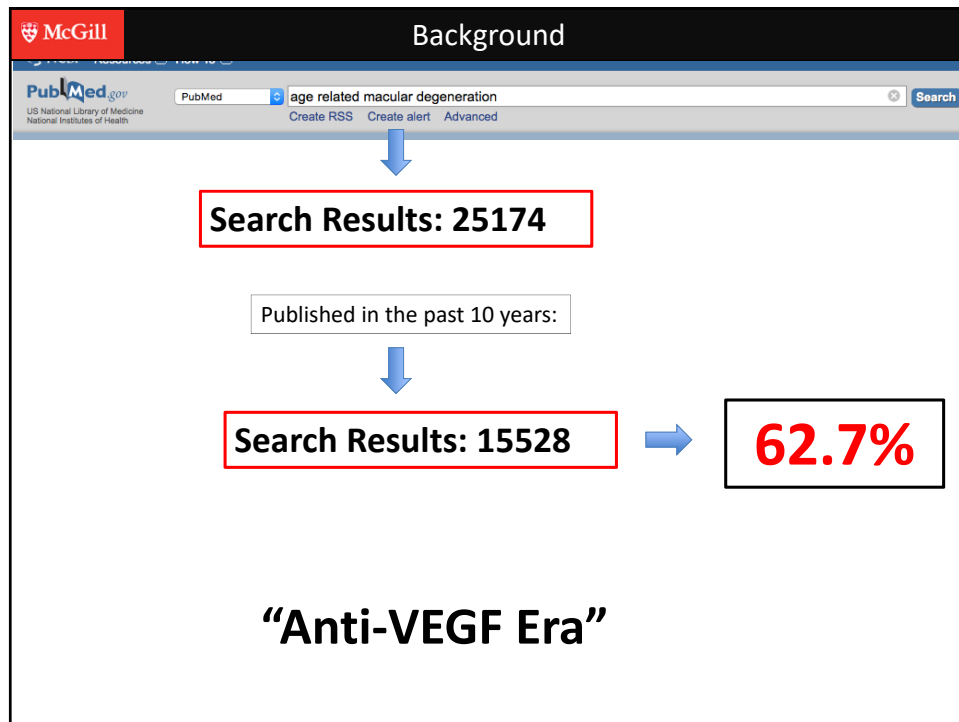 McGill
Background
PubMed.gov
US National Library of Medicine
National Institutes of Health
PubMed
age related macular degeneration
Search
Create RSS Create alert Advanced
Search Results: 25174
Published in the past 10 years:
Search Results: 15528
62.7%
“Anti-VEGF Era”